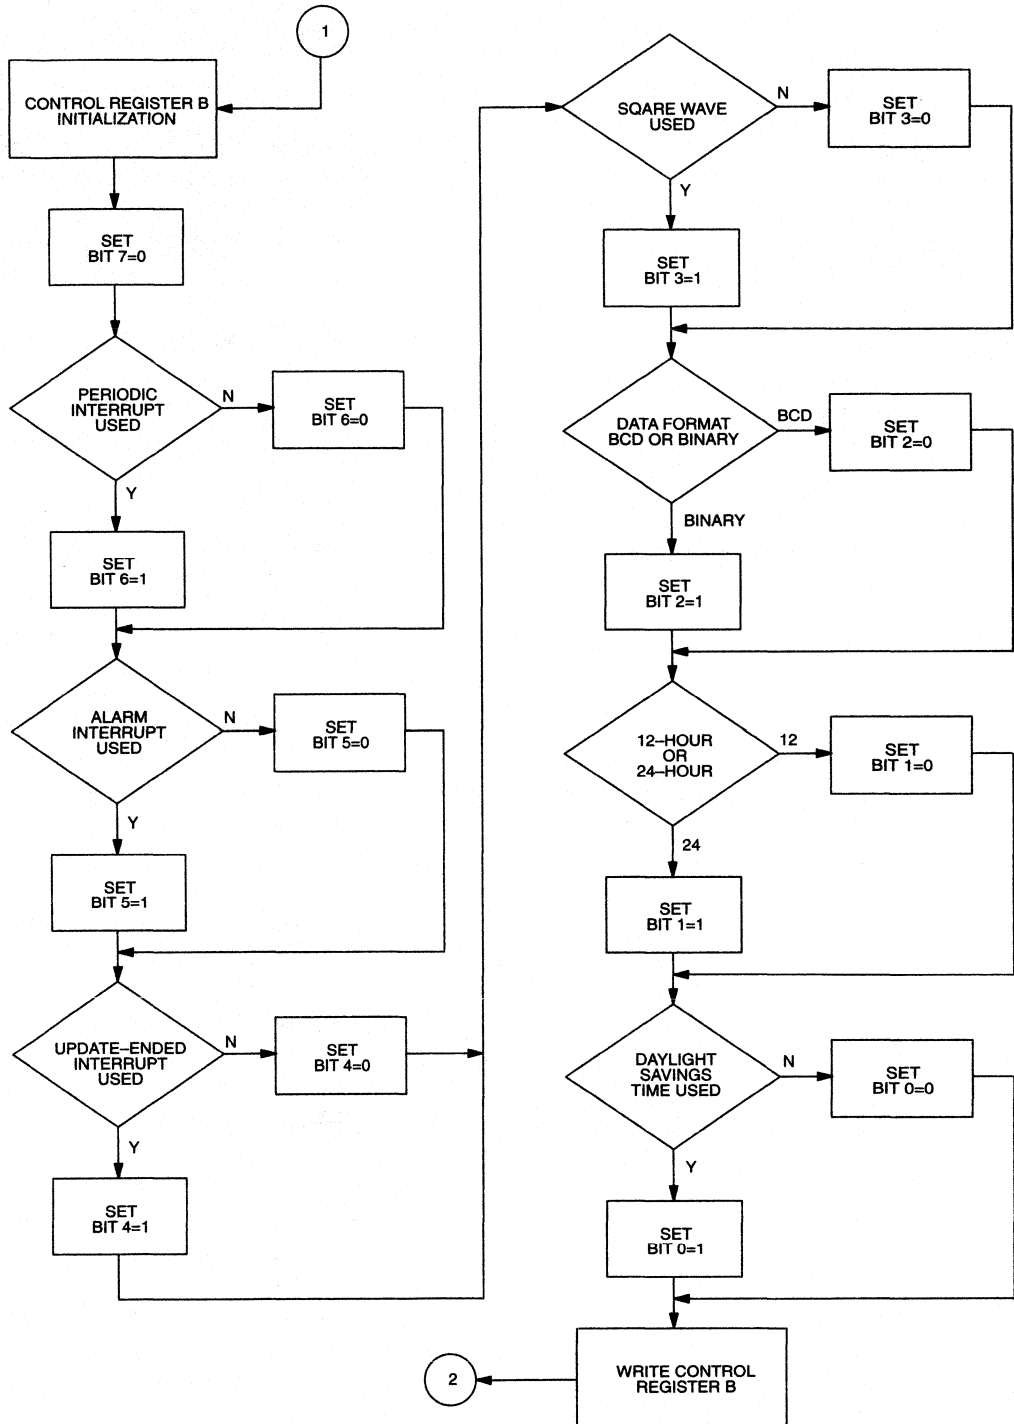 1
CONTROL REGISTER B
INITIALIZATION
SET
BIT 7=0
PERIODIC
INTERRUPT
USED
N
SET
BIT 6=0
Y
SET
BIT 6=1
ALARM
INTERRUPT
USED
N
SET
BIT 5=0
Y
SET
BIT 5=1
UPDATE–ENDED
INTERRUPT
USED
N
SET
BIT 4=0
Y
SET
BIT 4=1
SQARE WAVE
USED
N
SET
BIT 3=0
Y
SET
BIT 3=1
DATA FORMAT
BCD OR BINARY
BCD
SET
BIT 2=0
BINARY
SET
BIT 2=1
12–HOUR
OR
24–HOUR
12
SET
BIT 1=0
24
SET
BIT 1=1
DAYLIGHT
SAVINGS
TIME USED
N
SET
BIT 0=0
Y
SET
BIT 0=1
WRITE CONTROL
REGISTER B
2